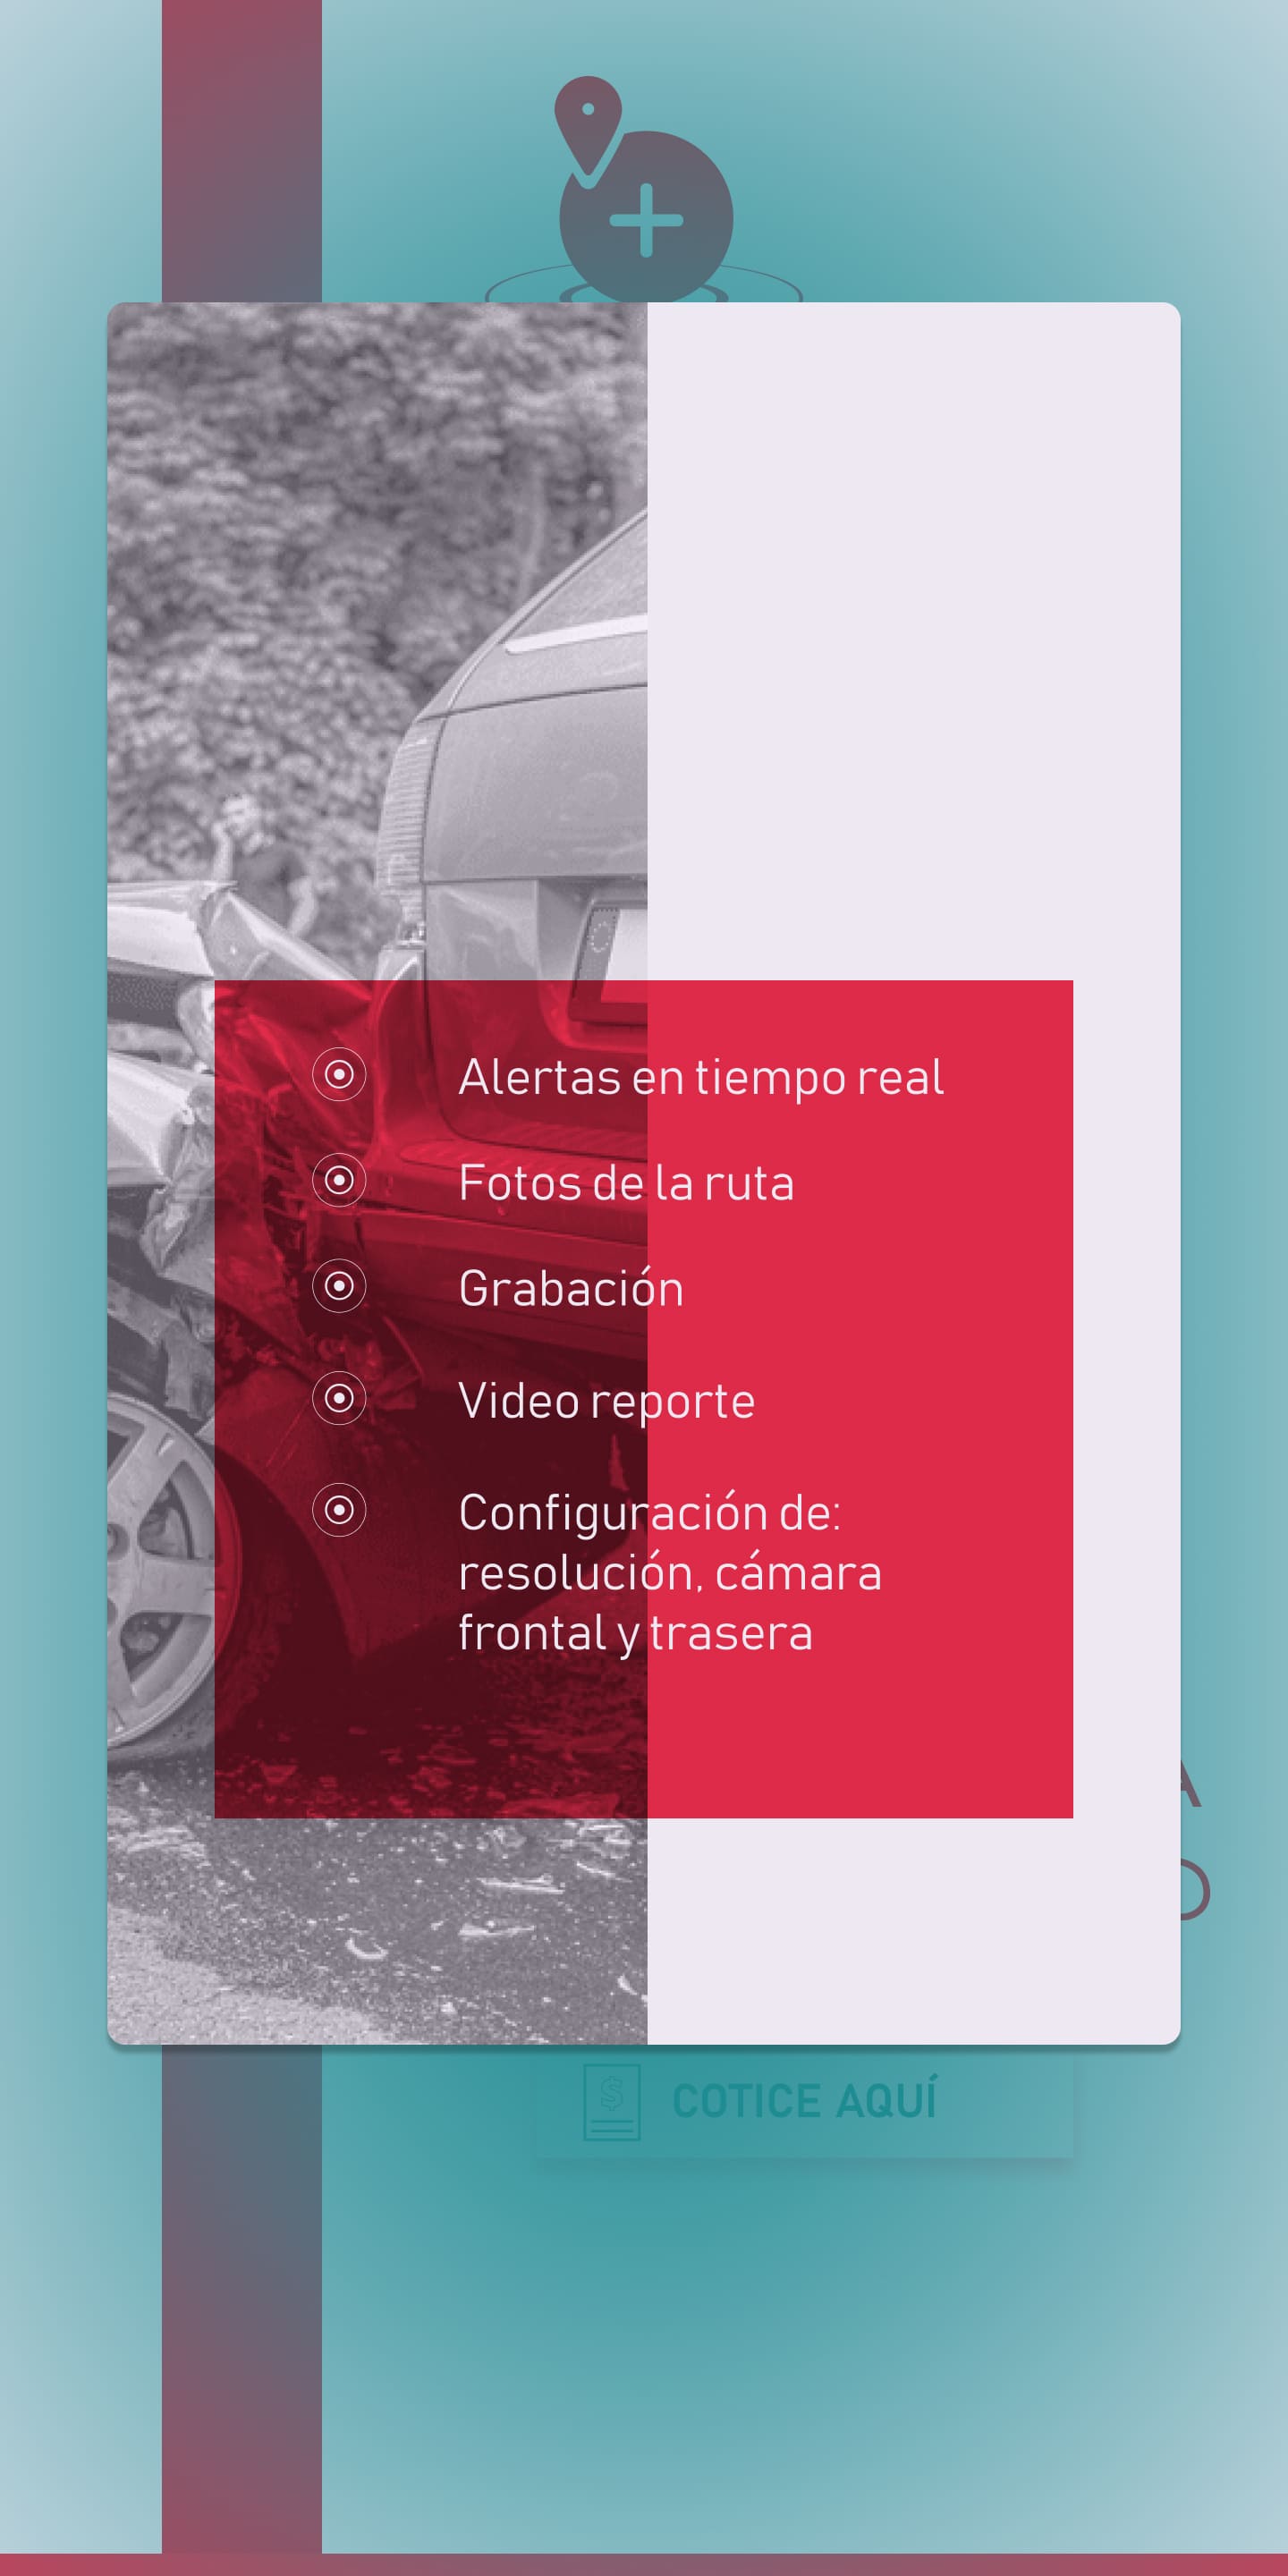 Alertas en tiempo real
Fotos de la ruta
Grabación
Video reporte
Configuración de:
resolución, cámara
frontal y trasera
A
O
$
COTICE AQUÍ